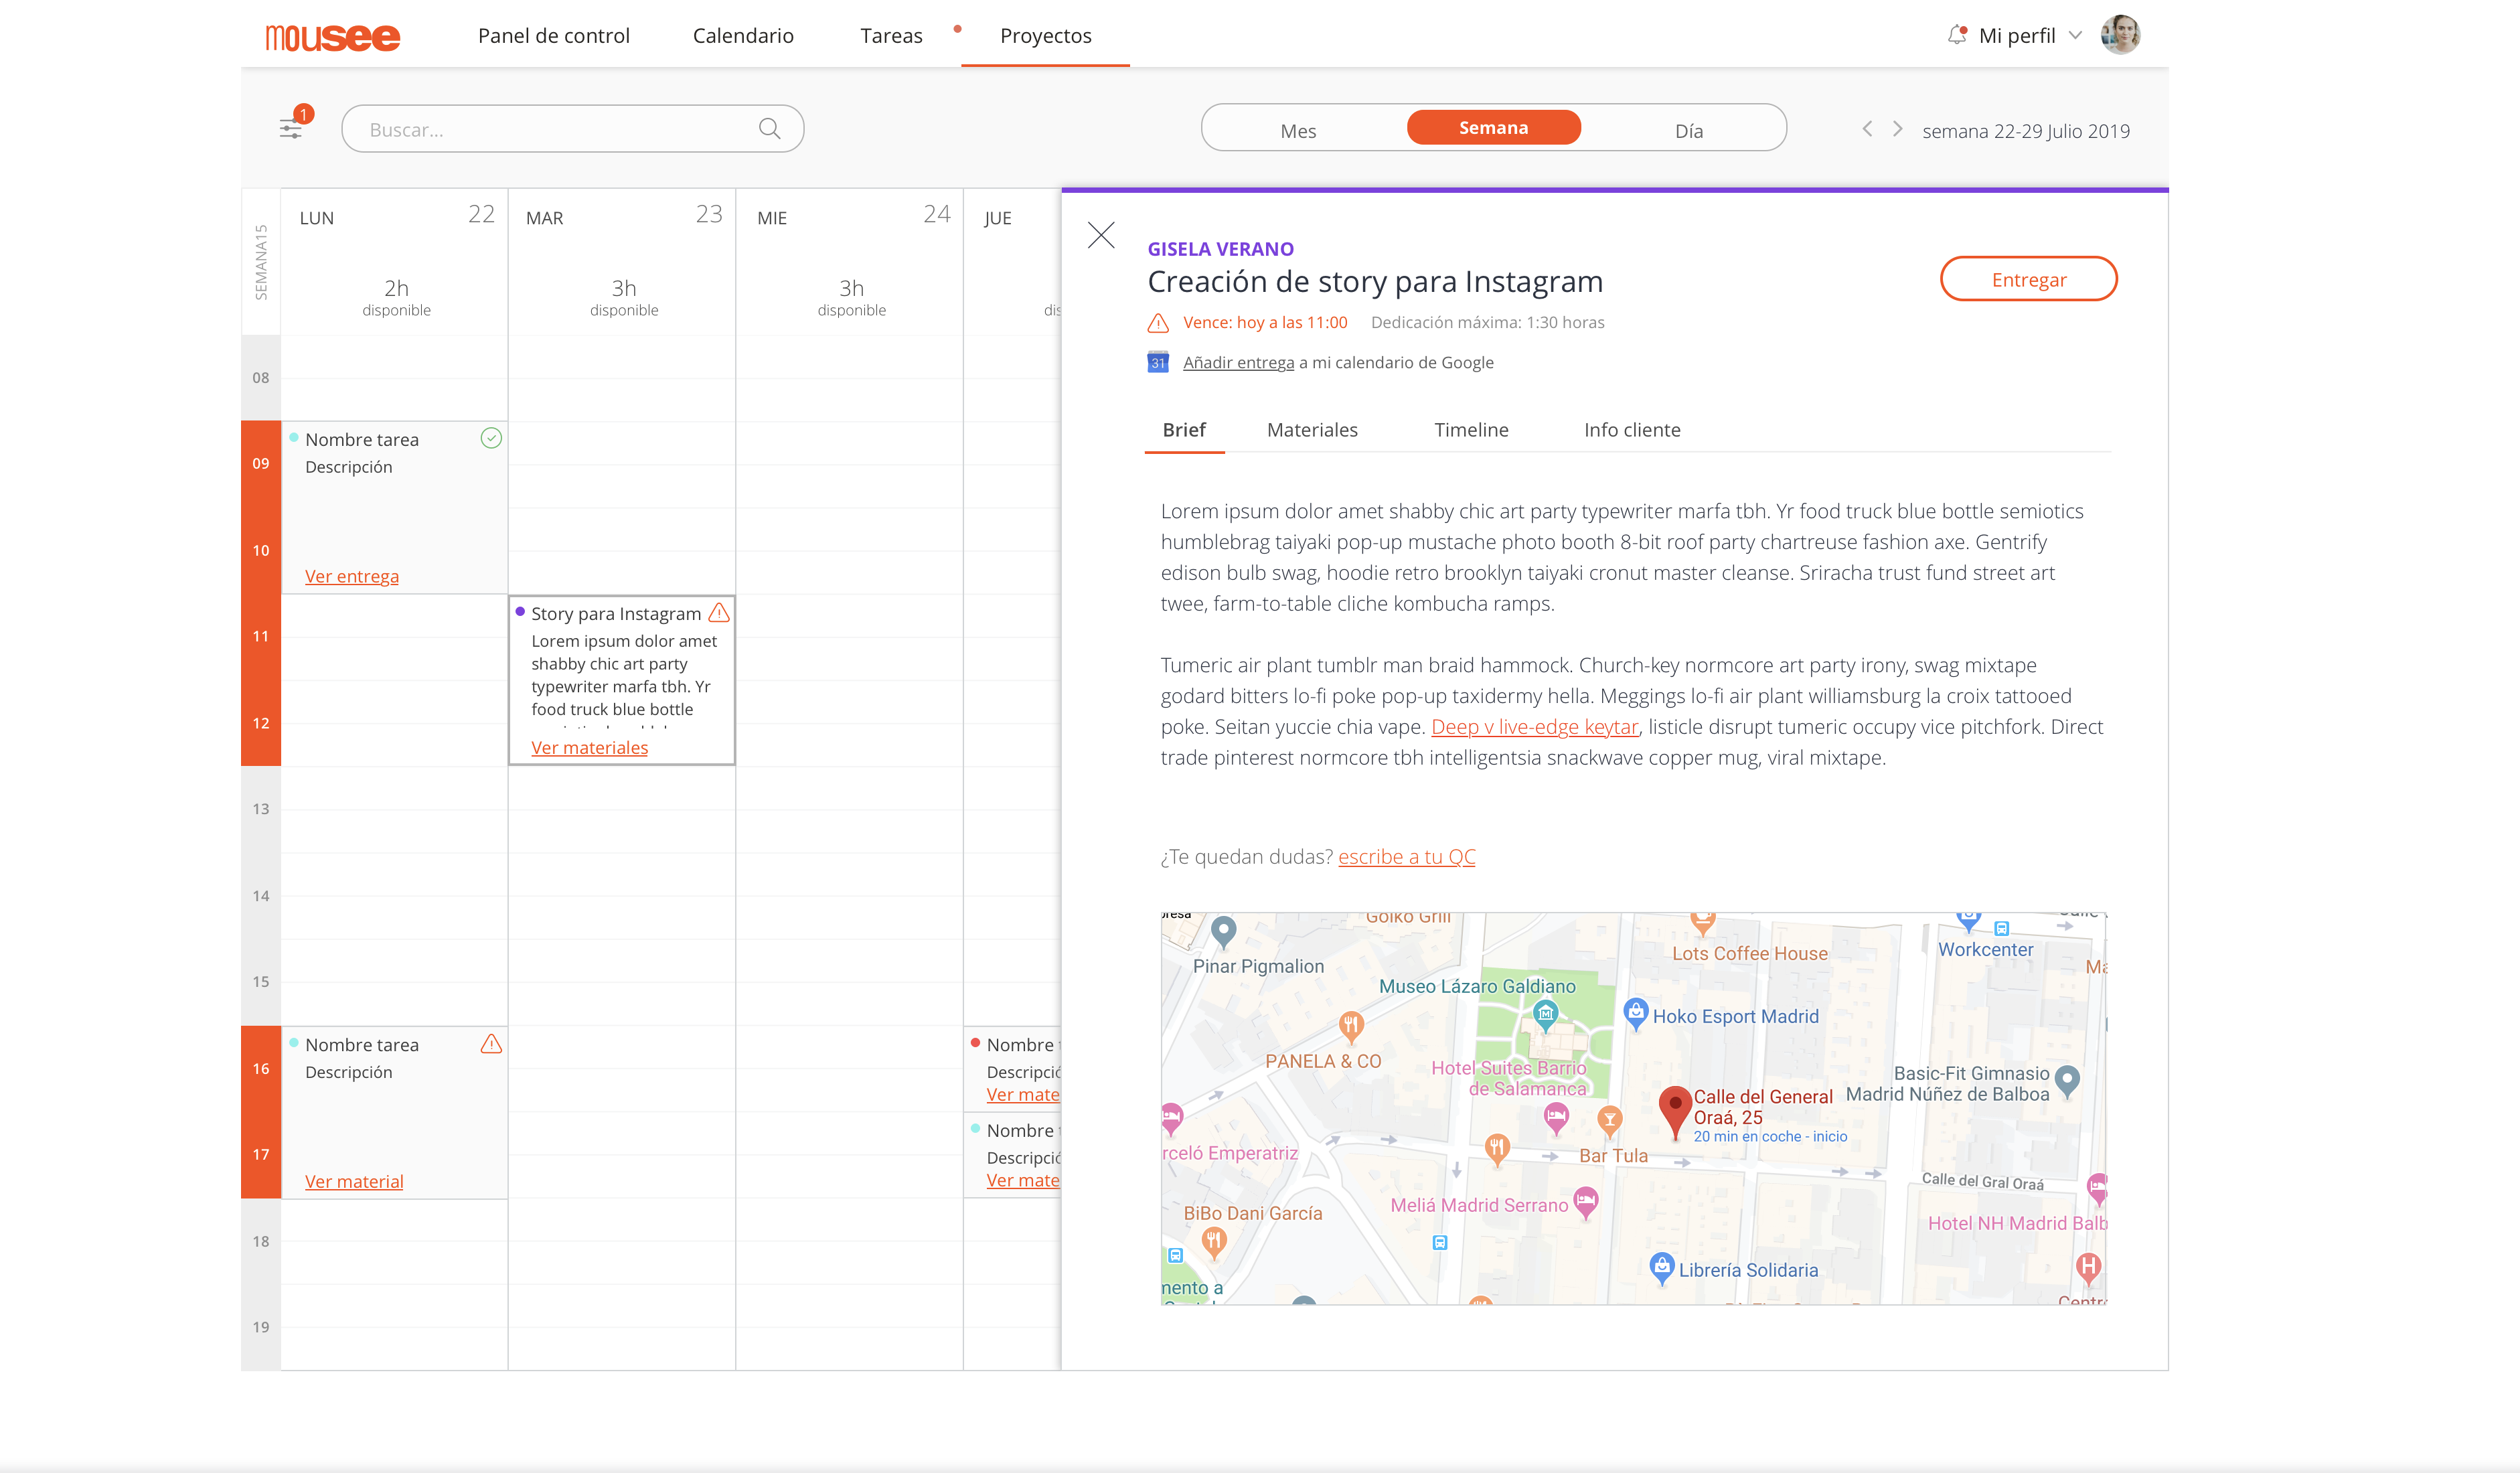 mousee
Panel de control
Calendario
Tareas
Proyectos
Mi perfil
1
Buscar...
Mes
Semana
Día
semana 22-29 Julio 2019
SEMANA15
LUN
22
MAR
23
MIE
24
JUE
2h
disponible
3h
disponible
3h
disponible
dis
08
09
10
11
12
13
14
15
16
17
18
19
Nombre tarea
Descripción
Ver entrega
Story para Instagram
Lorem ipsum dolor amet
shabby chic art party
typewriter marfa tbh. Yr
food truck blue bottle
Ver materiales
Nombre tarea
Descripción
Ver material
Nombre
Descripció
Ver mate
Nombre
Descripció
Ver mate
GISELA VERANO
Creación de story para Instagram
Entregar
Vence: hoy a las 11:00
Dedicación máxima: 1:30 horas
31
Añadir entrega a mi calendario de Google
Brief
Materiales
Timeline
Info cliente
Lorem ipsum dolor amet shabby chic art party typewriter marfa tbh. Yr food truck blue bottle semiotics
humblebrag taiyaki pop-up mustache photo booth 8-bit roof party chartreuse fashion axe. Gentrify
edison bulb swag, hoodie retro brooklyn taiyaki cronut master cleanse. Sriracha trust fund street art
twee, farm-to-table cliche kombucha ramps.
Tumeric air plant tumblr man braid hammock. Church-key normcore art party irony, swag mixtape
godard bitters lo-fi poke pop-up taxidermy hella. Meggings lo-fi air plant williamsburg la croix tattooed
poke. Seitan yuccie chia vape. Deep v live-edge keytar, listicle disrupt tumeric occupy vice pitchfork. Direct
trade pinterest normcore tbh intelligentsia snackwave copper mug, viral mixtape.
¿Te quedan dudas? escribe a tu QC
Goiko Grill
Lots Coffee House
Workcenter
Pinar Pigmalion
Ma
Museo Lázaro Galdiano
Hoko Esport Madrid
PANELA & CO
Hotel Suites Barrio
de Salamanca
Basic-Fit Gimnasio
Madrid Núñez de Balboa
Calle del General
Oraá, 25
20 min en coche - inicio
rceló Emperatriz
Bar Tula
Calle del Gral Oraá
Meliá Madrid Serrano
BiBo Dani García
Hotel NH Madrid Balb
H
Librería Solidaria
mento a
Centr